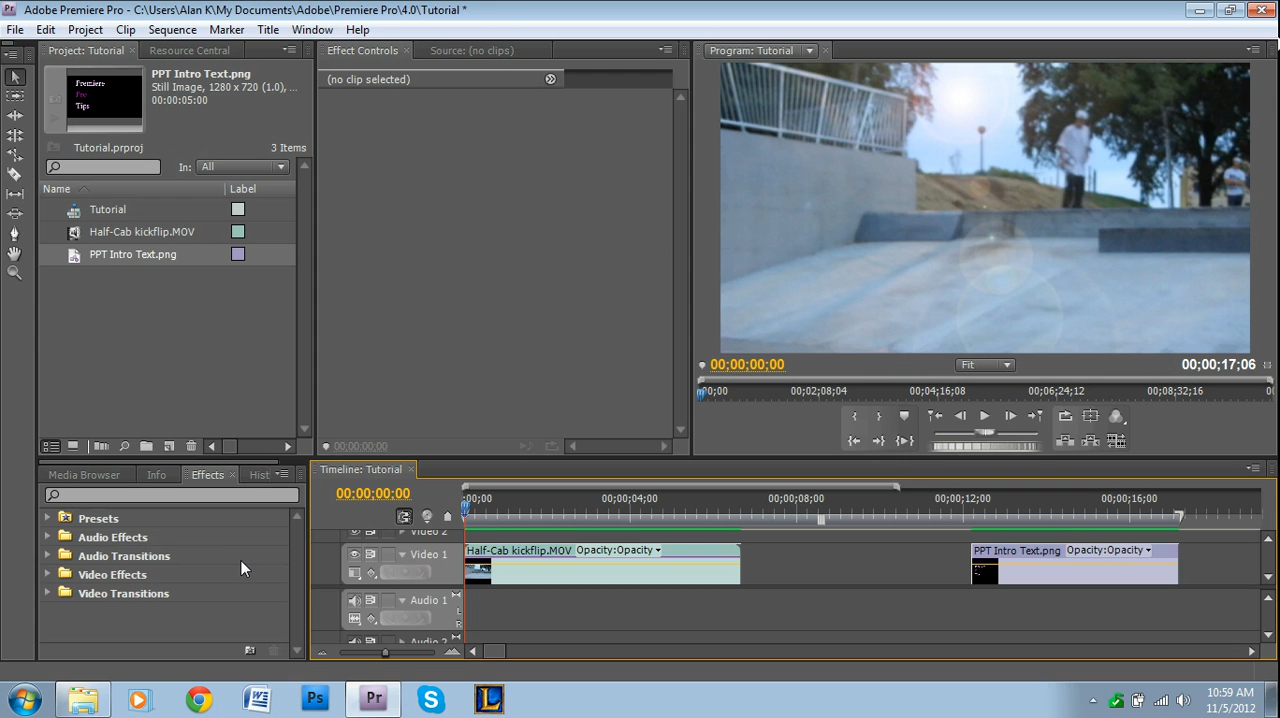 Adobe Premiere Pro - C:\Users\Alan K\My Documents\Adobe\Premiere Pro\4.0\Tutorial *
File Edit Project Clip Sequence Marker Title Window Help
Project: Tutorial × Resource Central
Effect Controls × Source: (no clips)
Program: Tutorial
PPT Intro Text.png
Still Image, 1280 x 720 (1.0), ...
00:00:05:00
Premiere
Pro
Tips
(no clip selected)
Tutorial.prproj 3 Items
In: All
Name Label
Tutorial
Half-Cab kickflip.MOV
PPT Intro Text.png
00;00;00;00 Fit 00;00;17;06
00;00 00;02;08;04 00;04;16;08 00;06;24;12 00;08;32;16 00
00;00;00;00
Media Browser Info Effects × Hist
Timeline: Tutorial ×
00;00;00;00
;00;00 00;00;04;00 00;00;08;00 00;00;12;00 00;00;16;00
Presets
Audio Effects
Audio Transitions
Video Effects
Video Transitions
Video 2
Video 1
Half-Cab kickflip.MOV Opacity:Opacity
PPT Intro Text.png Opacity:Opacity
Audio 1
L
R
Audio 2
W Ps Pr S L
10:59 AM
11/5/2012